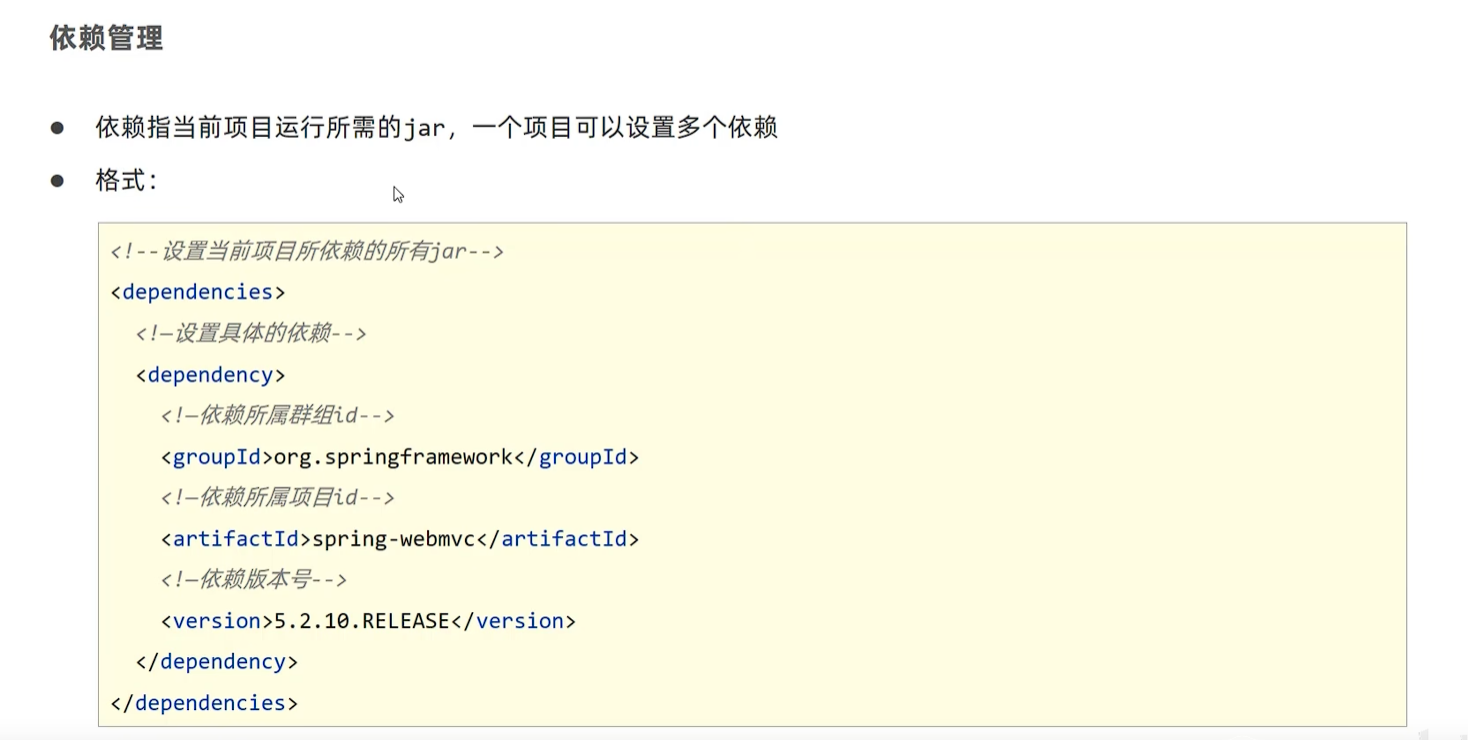 依赖管理
● 依赖指当前项目运行所需的jar，一个项目可以设置多个依赖
● 格式：
<!--设置当前项目所依赖的所有jar-->
<dependencies>
<!—设置具体的依赖-->
<dependency>
<!—依赖所属群组id-->
<groupId>org.springframework</groupId>
<!—依赖所属项目id-->
<artifactId>spring-webmvc</artifactId>
<!—依赖版本号-->
<version>5.2.10.RELEASE</version>
</dependency>
</dependencies>